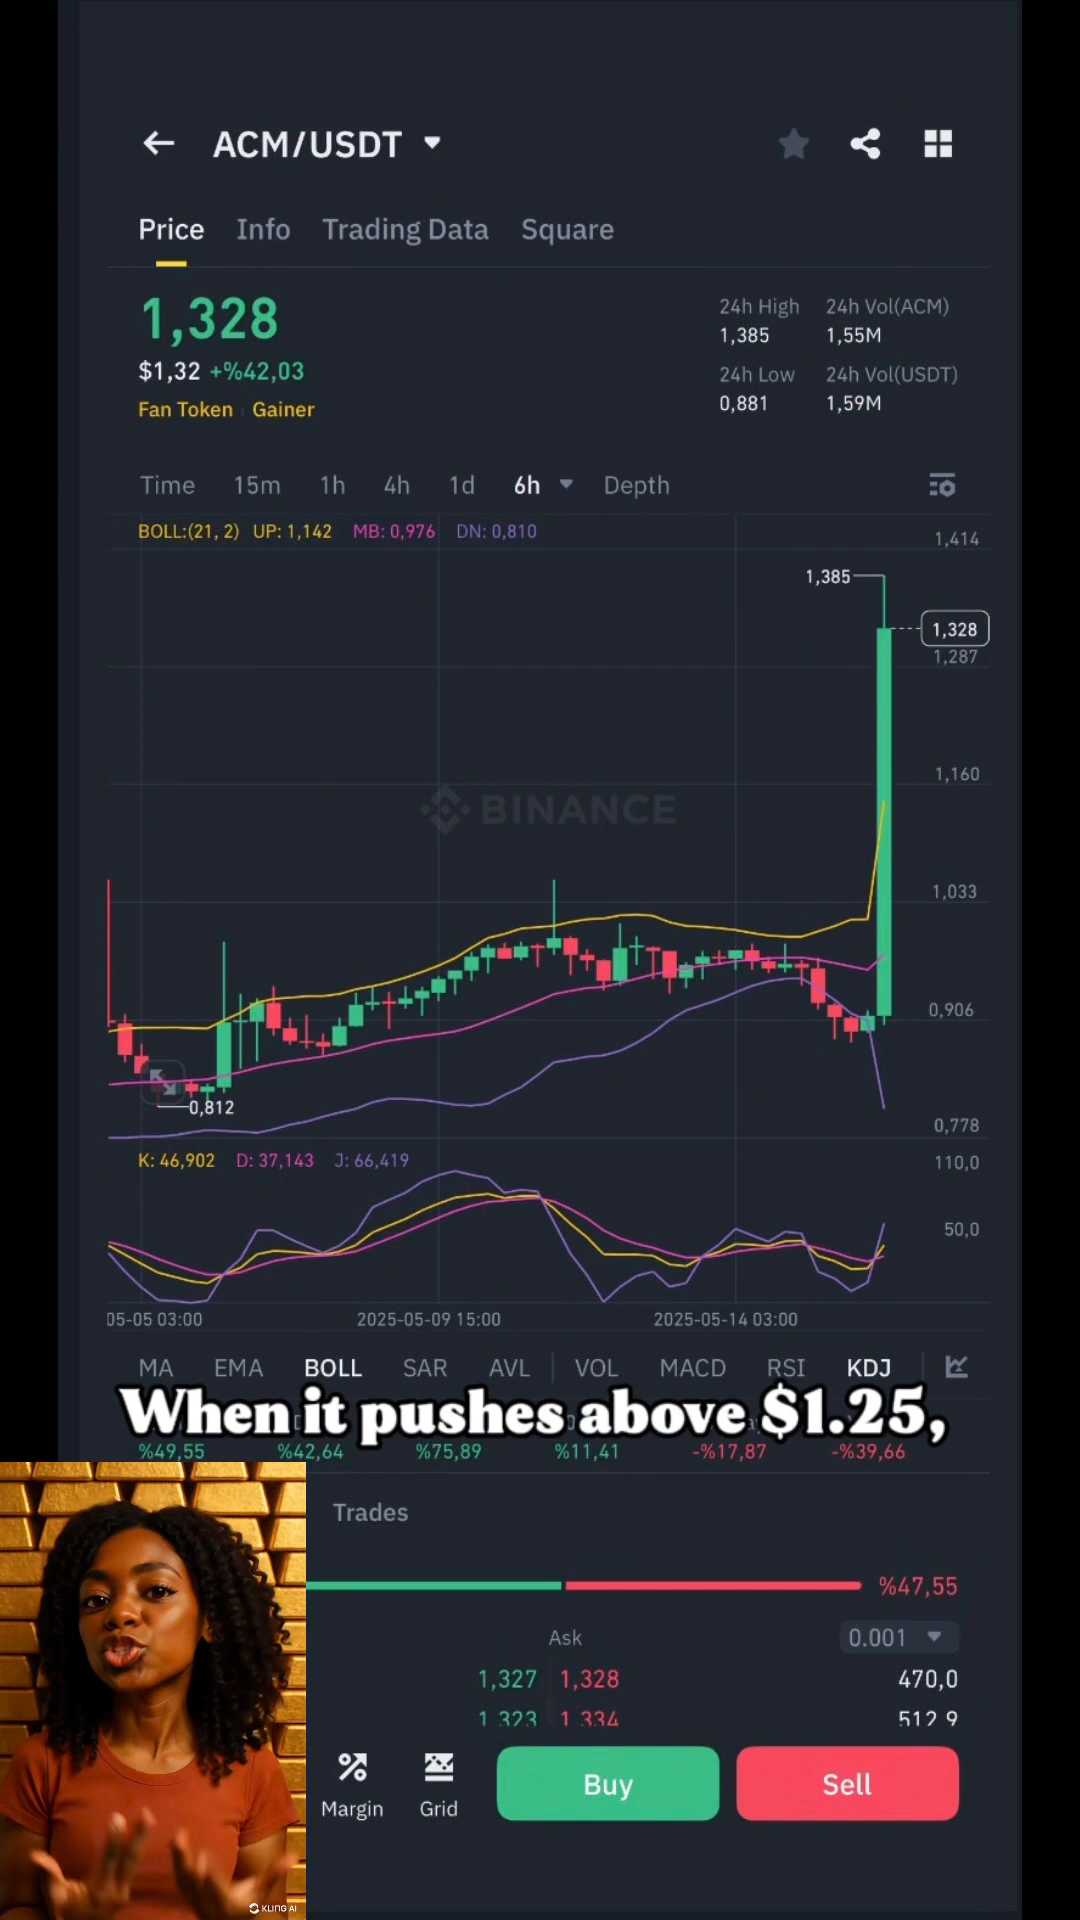 ACM/USDT
Price Info Trading Data Square
1,328
$1,32 +%42,03
Fan Token Gainer
24h High 24h Vol(ACM)
1,385 1,55M
24h Low 24h Vol(USDT)
0,881 1,59M
Time 15m 1h 4h 1d 6h Depth
BOLL:(21, 2) UP: 1,142 MB: 0,976 DN: 0,810
1,414
1,385
1,328
1,287
1,160
BINANCE
1,033
0,906
0,812
0,778
K: 46,902 D: 37,143 J: 66,419
110,0
50,0
05-05 03:00 2025-05-09 15:00 2025-05-14 03:00
MA EMA BOLL SAR AVL VOL MACD RSI KDJ
When it pushes above $1.25,
%49,55 %42,64 %75,89 %11,41 -%17,87 -%39,66
Trades
%47,55
Ask 0.001
1,327 1,328 470,0
1,323 1,334 512,9
Margin Grid Buy Sell
KLING AI